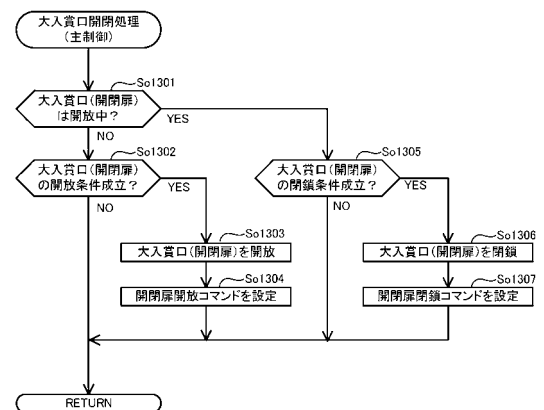 大入賞口開閉処理
(主制御)
So1301
大入賞口(開閉扉)
は開放中?
YES
NO
So1302
大入賞口(開閉扉)
の開放条件成立?
YES
NO
So1305
大入賞口(開閉扉)
の閉鎖条件成立?
YES
NO
So1303
大入賞口(開閉扉)を開放
So1304
開閉扉開放コマンドを設定
So1306
大入賞口(開閉扉)を閉鎖
So1307
開閉扉閉鎖コマンドを設定
RETURN